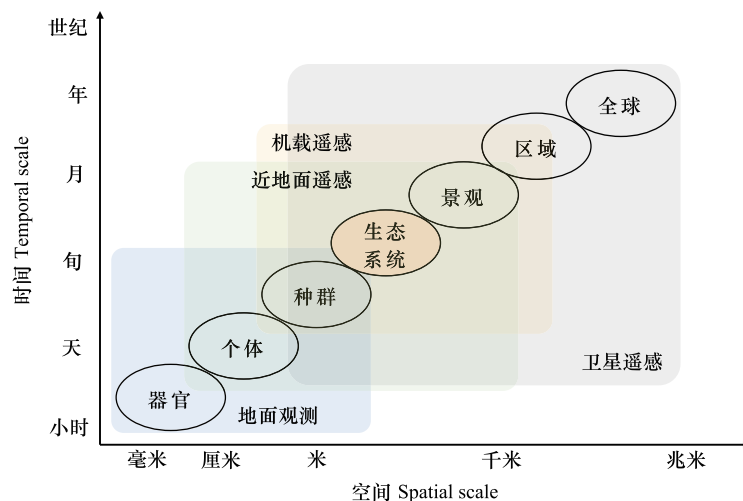 世纪
年
月
旬
天
小时
时间 Temporal scale
全球
区域
机载遥感
近地面遥感
景观
生态
系统
种群
个体
卫星遥感
器官
地面观测
毫米
厘米
米
千米
兆米
空间 Spatial scale